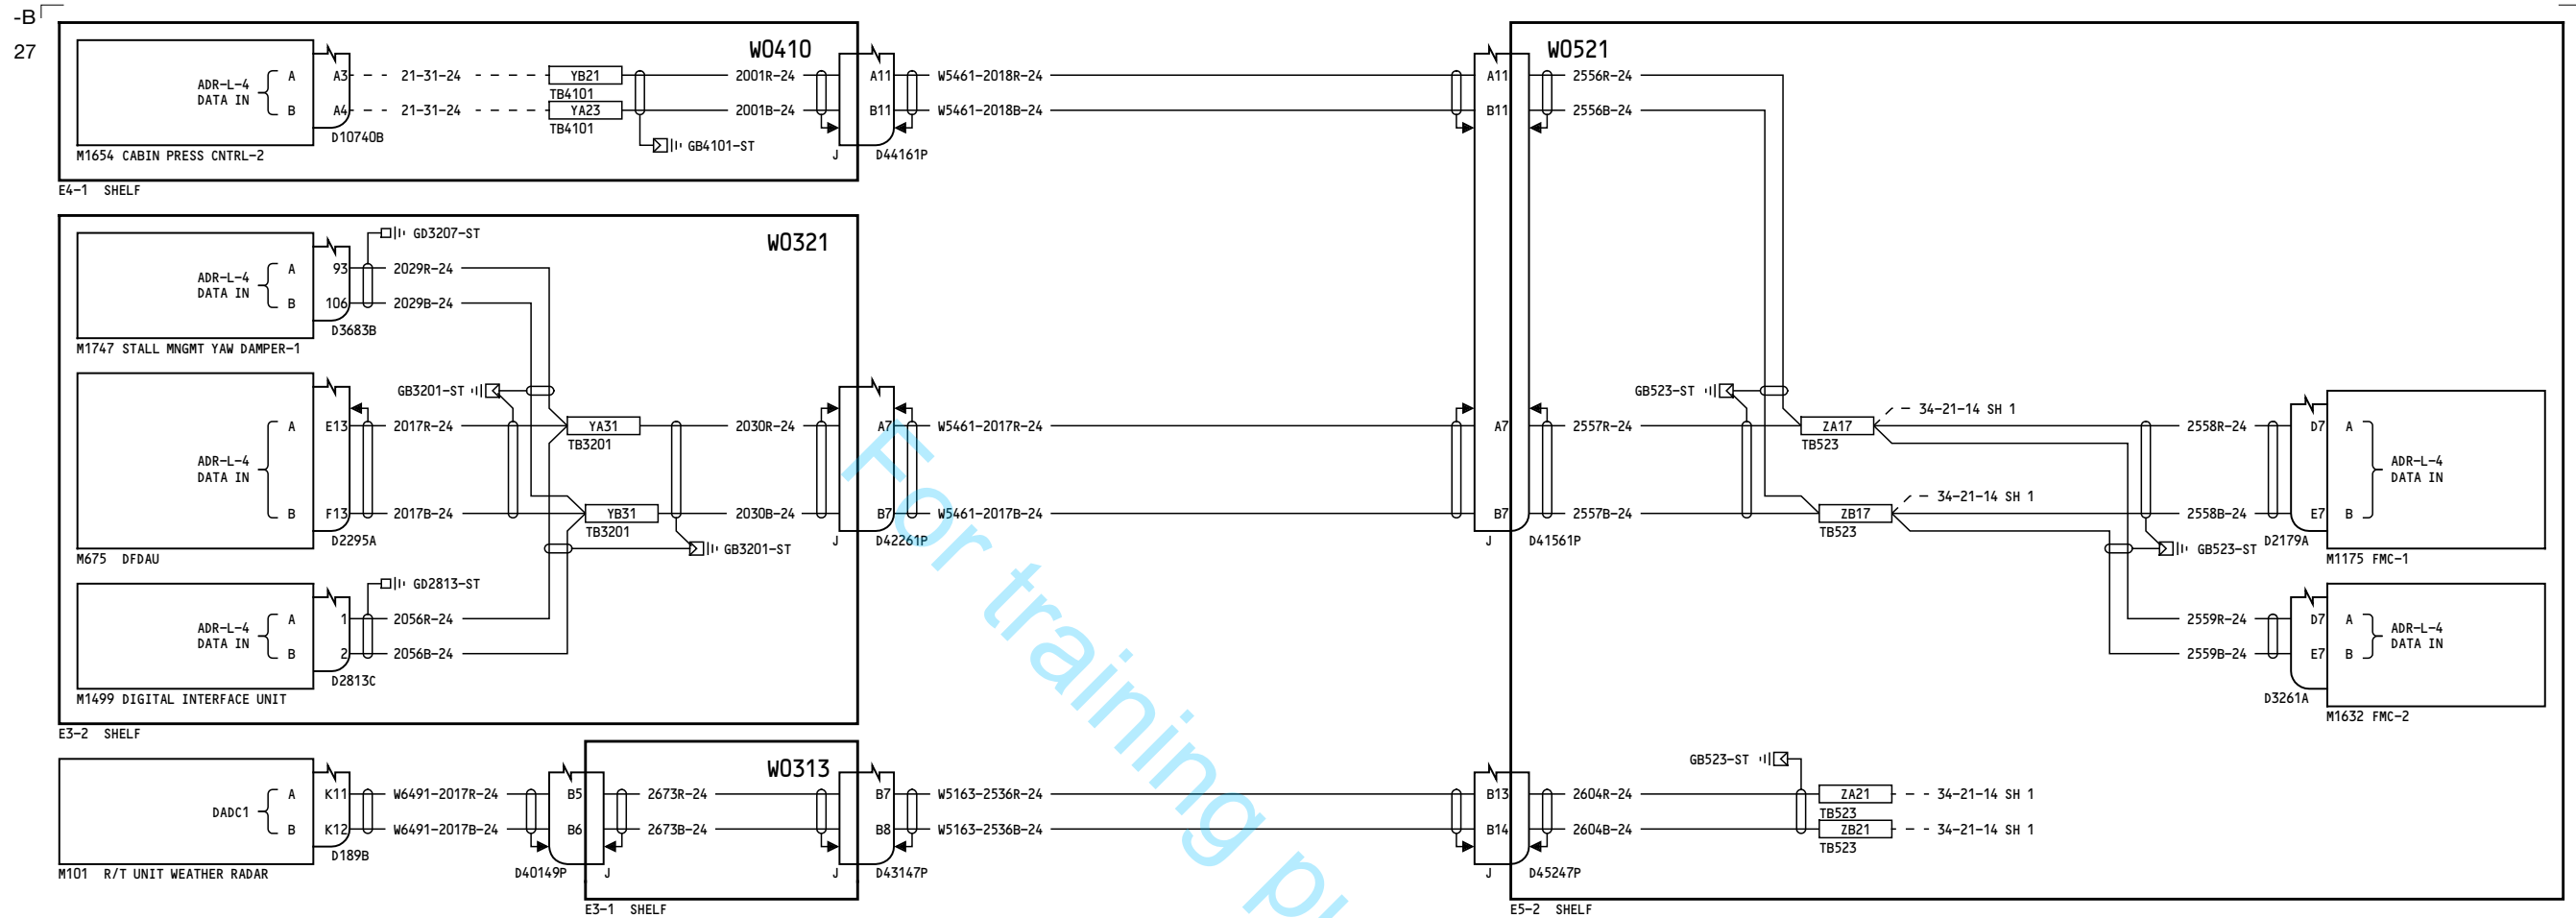 -B
27
W0410
ADR-L-4
DATA IN
A
B
A3
A4
21-31-24
21-31-24
YB21
TB4101
YA23
TB4101
2001R-24
2001B-24
GB4101-ST
D10740B
M1654 CABIN PRESS CNTRL-2
E4-1 SHELF
A11
B11
J
D44161P
W5461-2018R-24
W5461-2018B-24
W0521
A11
B11
2556R-24
2556B-24
W0321
GD3207-ST
ADR-L-4
DATA IN
A
B
93
106
2029R-24
2029B-24
D3683B
M1747 STALL MNGMT YAW DAMPER-1
GB3201-ST
ADR-L-4
DATA IN
A
B
E13
F13
2017R-24
2017B-24
D2295A
M675 DFDAU
YA31
TB3201
YB31
TB3201
2030R-24
2030B-24
GB3201-ST
A7
B7
J
D42261P
W5461-2017R-24
W5461-2017B-24
GD2813-ST
ADR-L-4
DATA IN
A
B
1
2
2056R-24
2056B-24
D2813C
M1499 DIGITAL INTERFACE UNIT
E3-2 SHELF
A7
B7
J
D41561P
2557R-24
2557B-24
GB523-ST
ZA17
TB523
ZB17
TB523
34-21-14 SH 1
34-21-14 SH 1
2558R-24
2558B-24
GB523-ST
D7
E7
A
B
ADR-L-4
DATA IN
D2179A
M1175 FMC-1
2559R-24
2559B-24
D7
E7
A
B
ADR-L-4
DATA IN
D3261A
M1632 FMC-2
W0313
DADC1
A
B
K11
K12
D189B
M101 R/T UNIT WEATHER RADAR
W6491-2017R-24
W6491-2017B-24
B5
B6
D40149P
J
2673R-24
2673B-24
B7
B8
J
D43147P
E3-1 SHELF
W5163-2536R-24
W5163-2536B-24
B13
B14
J
D45247P
2604R-24
2604B-24
GB523-ST
ZA21
TB523
ZB21
TB523
34-21-14 SH 1
34-21-14 SH 1
E5-2 SHELF
For training